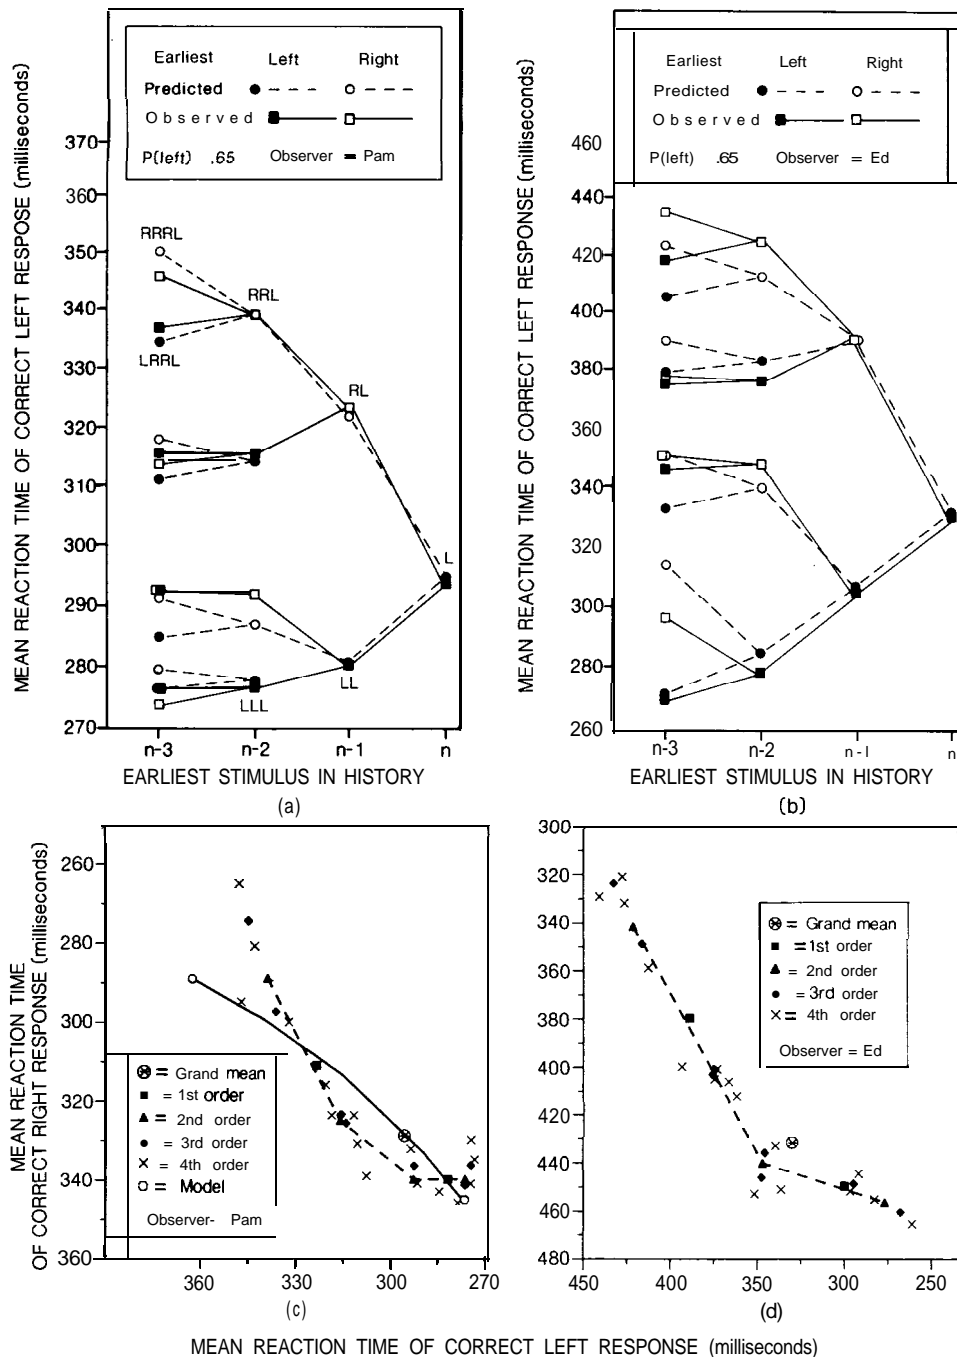 Earliest Left Right
Predicted
Observed
P(left) .65 Observer = Pam
MEAN REACTION TIME OF CORRECT LEFT RESPOSE (milliseconds)
370
360
350
340
330
320
310
300
290
280
270
RRRL
RRL
LRRL
RL
L
LL
LLL
n-3 n-2 n-1 n
EARLIEST STIMULUS IN HISTORY
(a)
Earliest Left Right
Predicted
Observed
P(left) .65 Observer = Ed
MEAN REACTION TIME OF CORRECT LEFT RESPONSE (milliseconds)
460
440
420
400
380
360
340
320
300
280
260
n-3 n-2 n-1 n
EARLIEST STIMULUS IN HISTORY
(b)
MEAN REACTION TIME
OF CORRECT RIGHT RESPONSE (milliseconds)
260
280
300
320
340
360
= Grand mean
= 1st order
= 2nd order
= 3rd order
= 4th order
= Model
Observer- Pam
360 330 300 270
(c)
300
320
340
360
380
400
420
440
460
480
= Grand mean
= 1st order
= 2nd order
= 3rd order
= 4th order
Observer = Ed
450 400 350 300 250
(d)
MEAN REACTION TIME OF CORRECT LEFT RESPONSE (milliseconds)